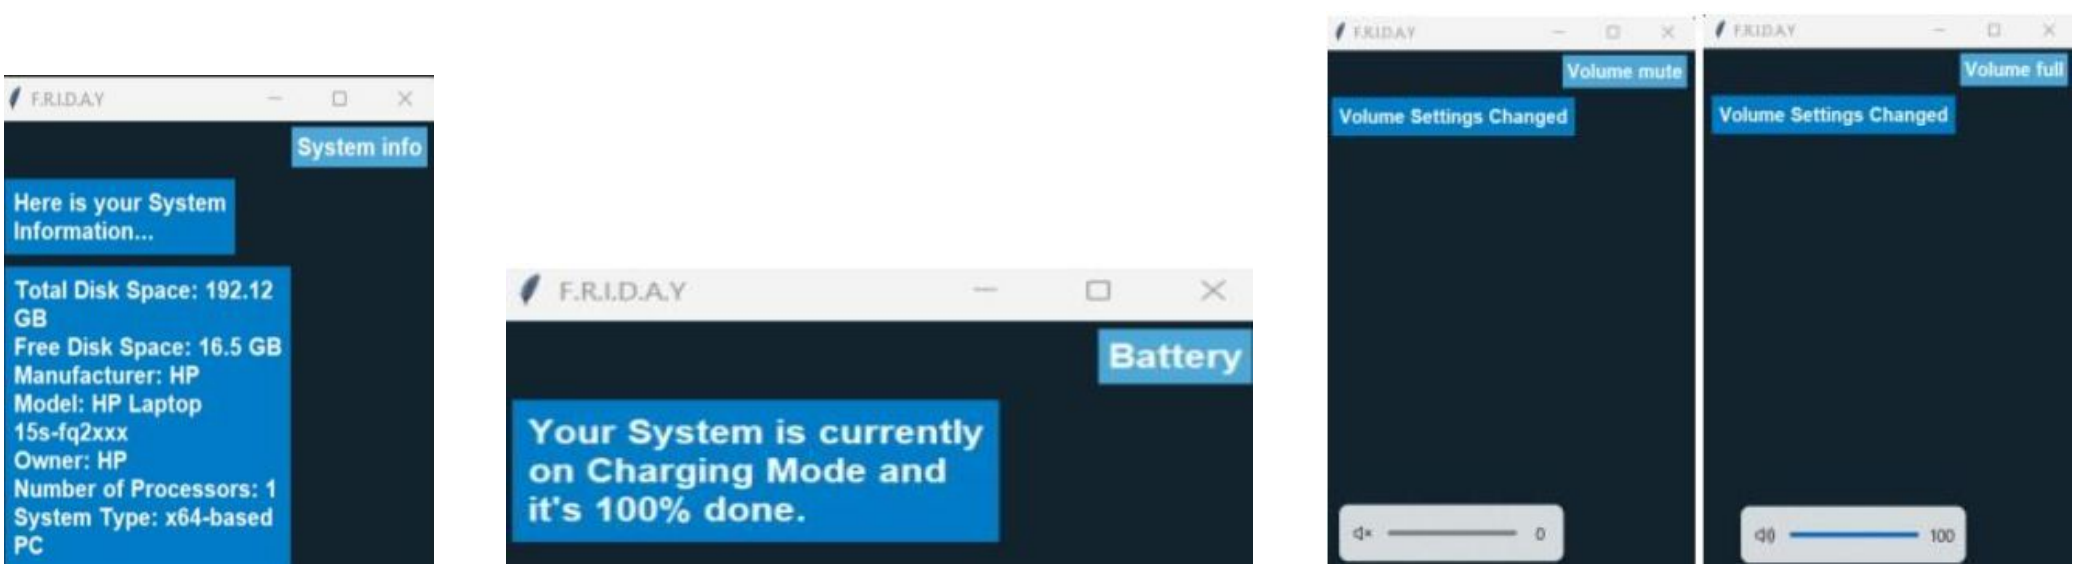 F.R.I.D.A.Y
System info
Here is your System
Information...
Total Disk Space: 192.12
GB
Free Disk Space: 16.5 GB
Manufacturer: HP
Model: HP Laptop
15s-fq2xxx
Owner: HP
Number of Processors: 1
System Type: x64-based
PC
F.R.I.D.A.Y
Battery
Your System is currently
on Charging Mode and
it's 100% done.
F.R.I.D.A.Y
Volume mute
Volume Settings Changed
0
F.R.I.D.A.Y
Volume full
Volume Settings Changed
100